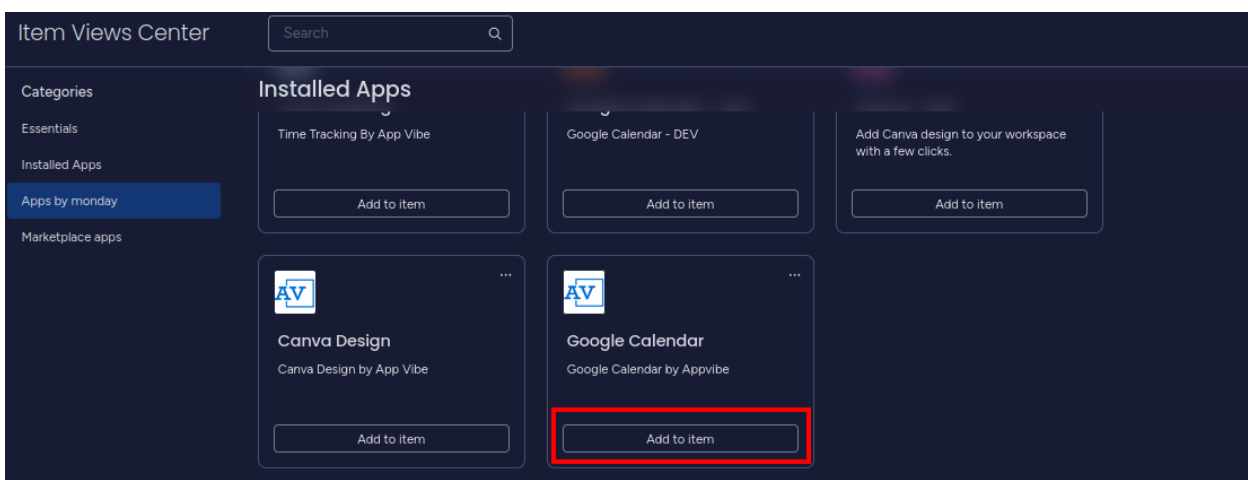 Item Views Center
Search
Categories
Essentials
Installed Apps
Apps by monday
Marketplace apps
Installed Apps
Time Tracking By App Vibe
Add to item
Google Calendar - DEV
Add to item
Add Canva design to your workspace
with a few clicks.
Add to item
AV
Canva Design
Canva Design by App Vibe
Add to item
AV
Google Calendar
Google Calendar by Appvibe
Add to item